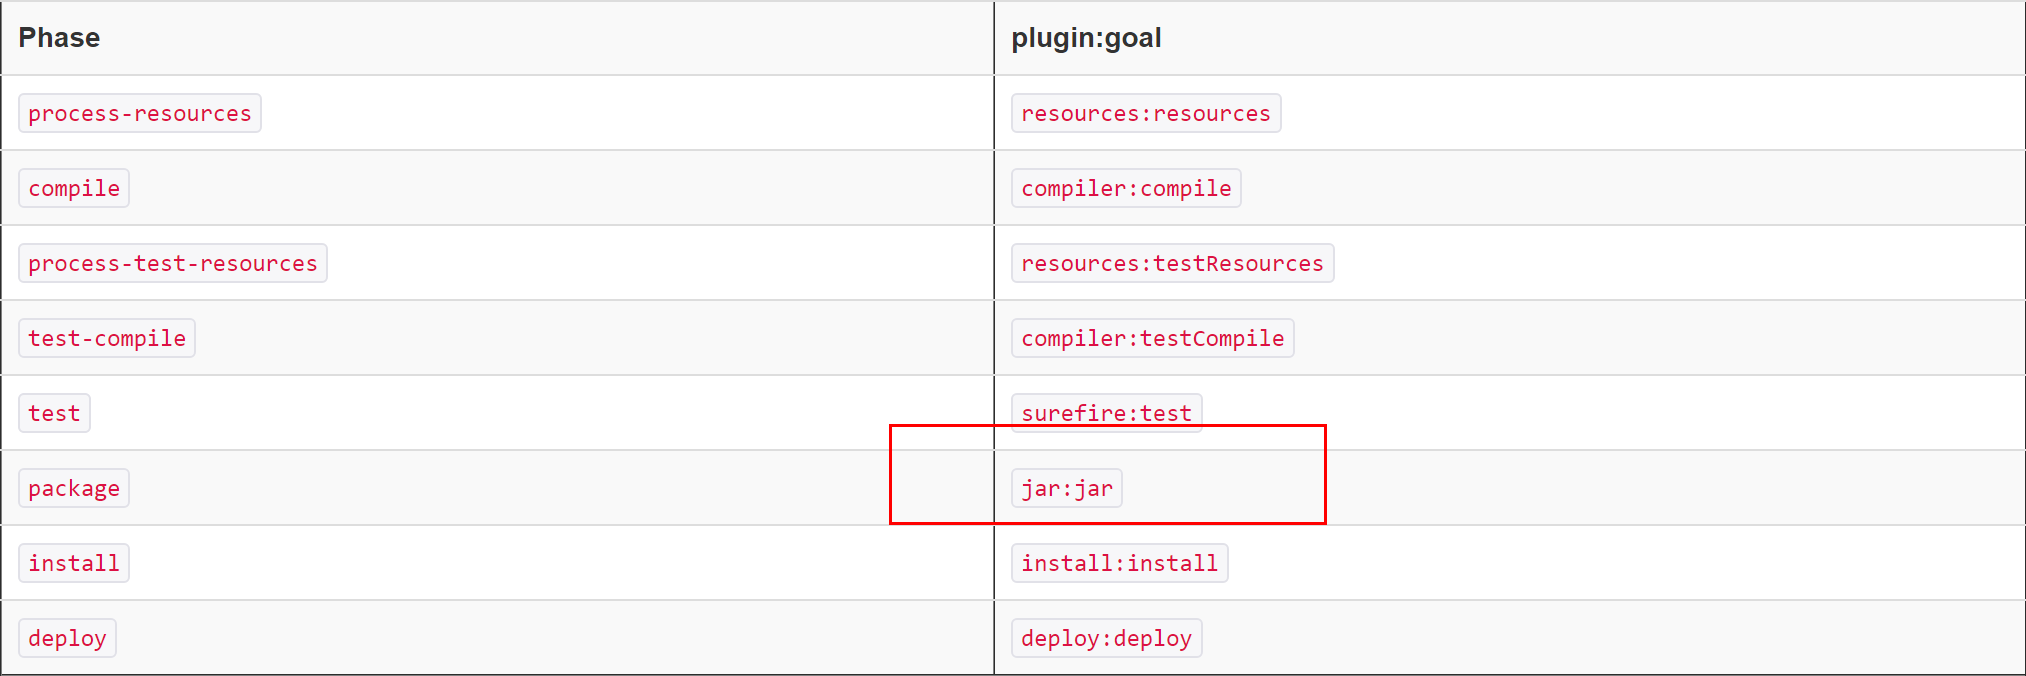 Phase plugin:goal
process-resources resources:resources
compile compiler:compile
process-test-resources resources:testResources
test-compile compiler:testCompile
test surefire:test
package jar:jar
install install:install
deploy deploy:deploy